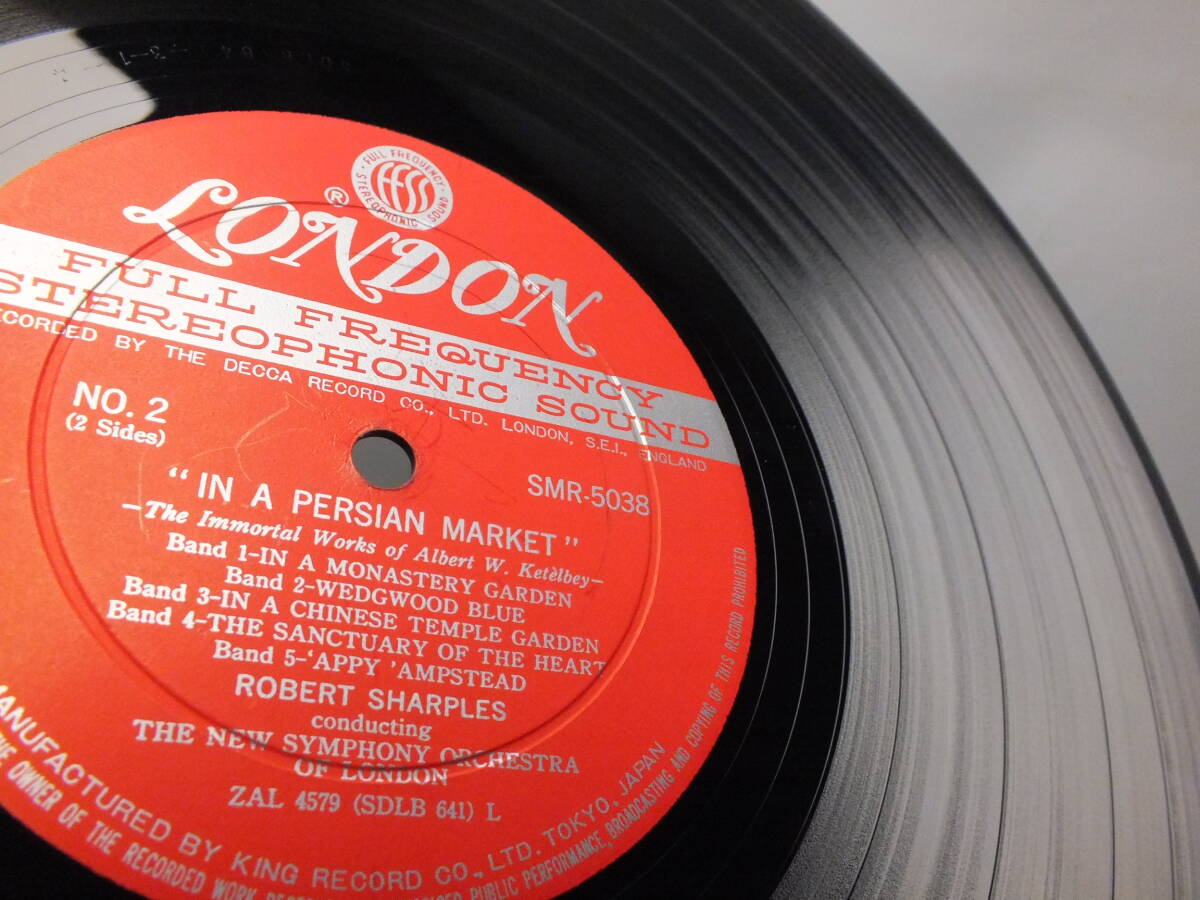 FULL FREQUENCY
STEREOPHONIC SOUND
ffss
LONDON®
FULL FREQUENCY
STEREOPHONIC SOUND
RECORDED BY THE DECCA RECORD CO., LTD. LONDON, S.E.I., ENGLAND
NO. 2
(2 Sides)
SMR-5038
"IN A PERSIAN MARKET"
—The Immortal Works of Albert W. Ketèlbey—
Band 1-IN A MONASTERY GARDEN
Band 2-WEDGWOOD BLUE
Band 3-IN A CHINESE TEMPLE GARDEN
Band 4-THE SANCTUARY OF THE HEART
Band 5-'APPY 'AMPSTEAD
ROBERT SHARPLES
conducting
THE NEW SYMPHONY ORCHESTRA
OF LONDON
ZAL 4579 (SDLB 641) L
MANUFACTURED BY KING RECORD CO., LTD. TOKYO, JAPAN
THE OWNER OF THE RECORDED WORK PUBLIC PERFORMANCE, BROADCASTING AND COPYING OF THIS RECORD PROHIBITED